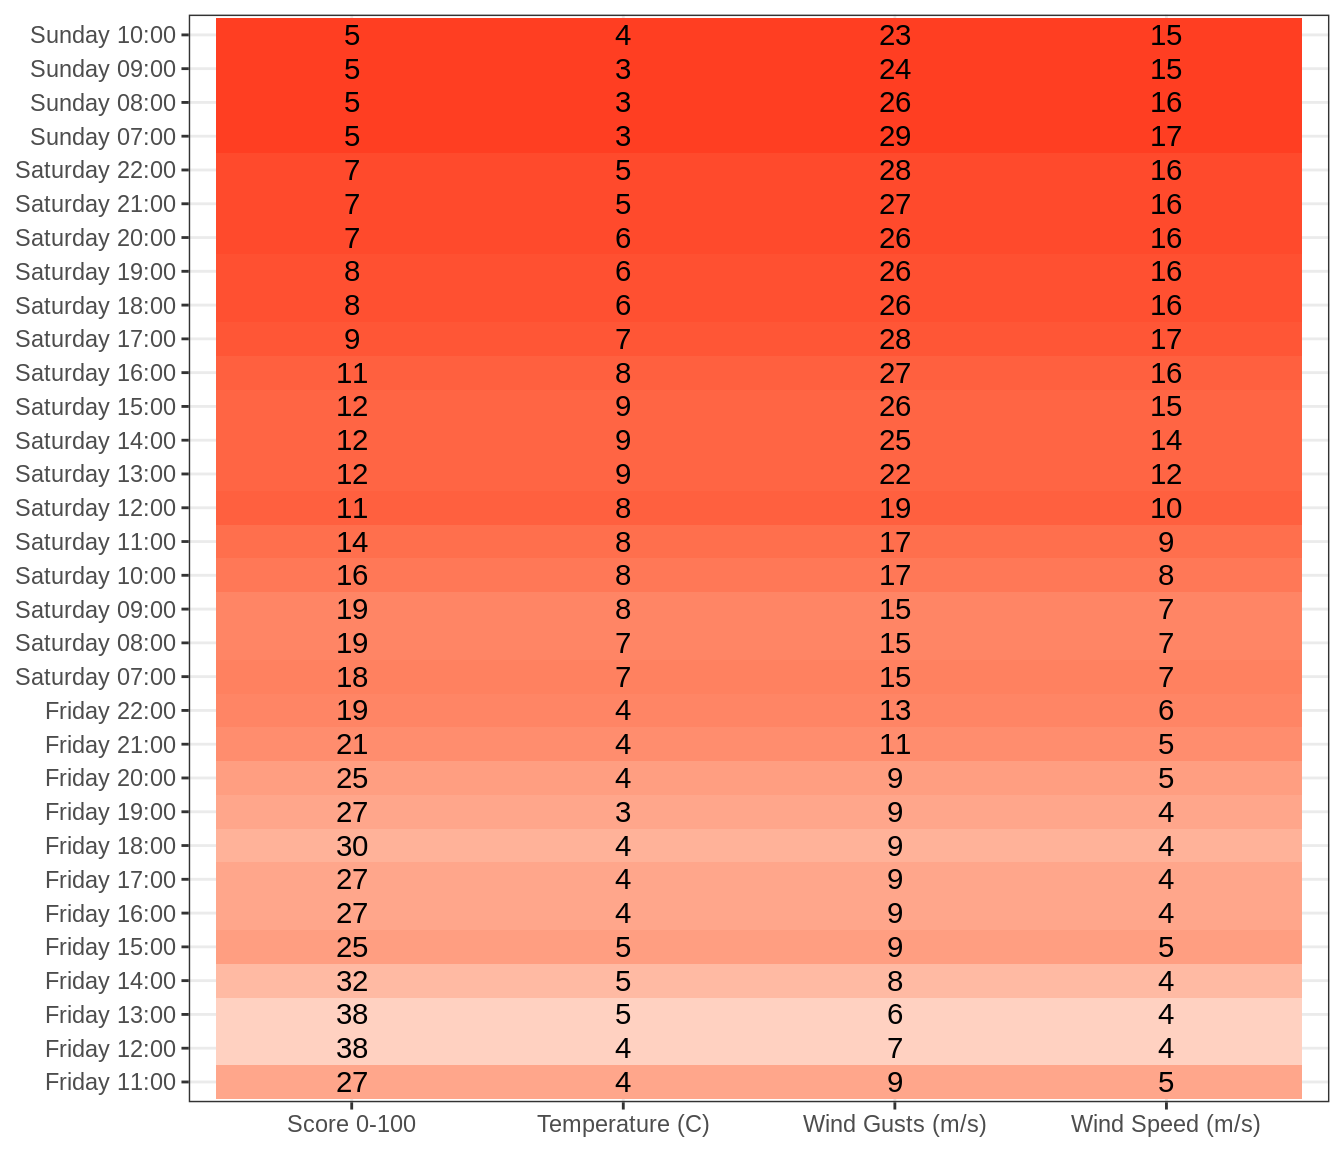 Sunday 10:00 5 4 23 15
Sunday 09:00 5 3 24 15
Sunday 08:00 5 3 26 16
Sunday 07:00 5 3 29 17
Saturday 22:00 7 5 28 16
Saturday 21:00 7 5 27 16
Saturday 20:00 7 6 26 16
Saturday 19:00 8 6 26 16
Saturday 18:00 8 6 26 16
Saturday 17:00 9 7 28 17
Saturday 16:00 11 8 27 16
Saturday 15:00 12 9 26 15
Saturday 14:00 12 9 25 14
Saturday 13:00 12 9 22 12
Saturday 12:00 11 8 19 10
Saturday 11:00 14 8 17 9
Saturday 10:00 16 8 17 8
Saturday 09:00 19 8 15 7
Saturday 08:00 19 7 15 7
Saturday 07:00 18 7 15 7
Friday 22:00 19 4 13 6
Friday 21:00 21 4 11 5
Friday 20:00 25 4 9 5
Friday 19:00 27 3 9 4
Friday 18:00 30 4 9 4
Friday 17:00 27 4 9 4
Friday 16:00 27 4 9 4
Friday 15:00 25 5 9 5
Friday 14:00 32 5 8 4
Friday 13:00 38 5 6 4
Friday 12:00 38 4 7 4
Friday 11:00 27 4 9 5
Score 0-100 Temperature (C) Wind Gusts (m/s) Wind Speed (m/s)